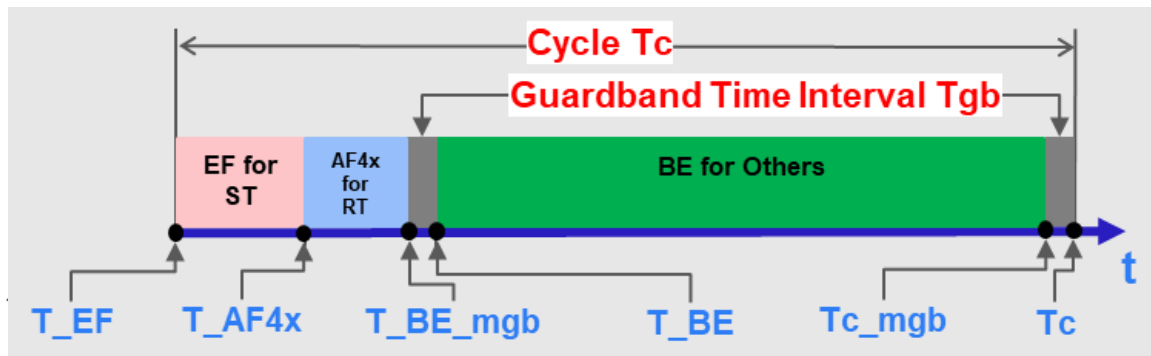 Cycle Tc
Guardband Time Interval Tgb
EF for
ST
AF4x
for
RT
BE for Others
t
T_EF
T_AF4x
T_BE_mgb
T_BE
Tc_mgb
Tc